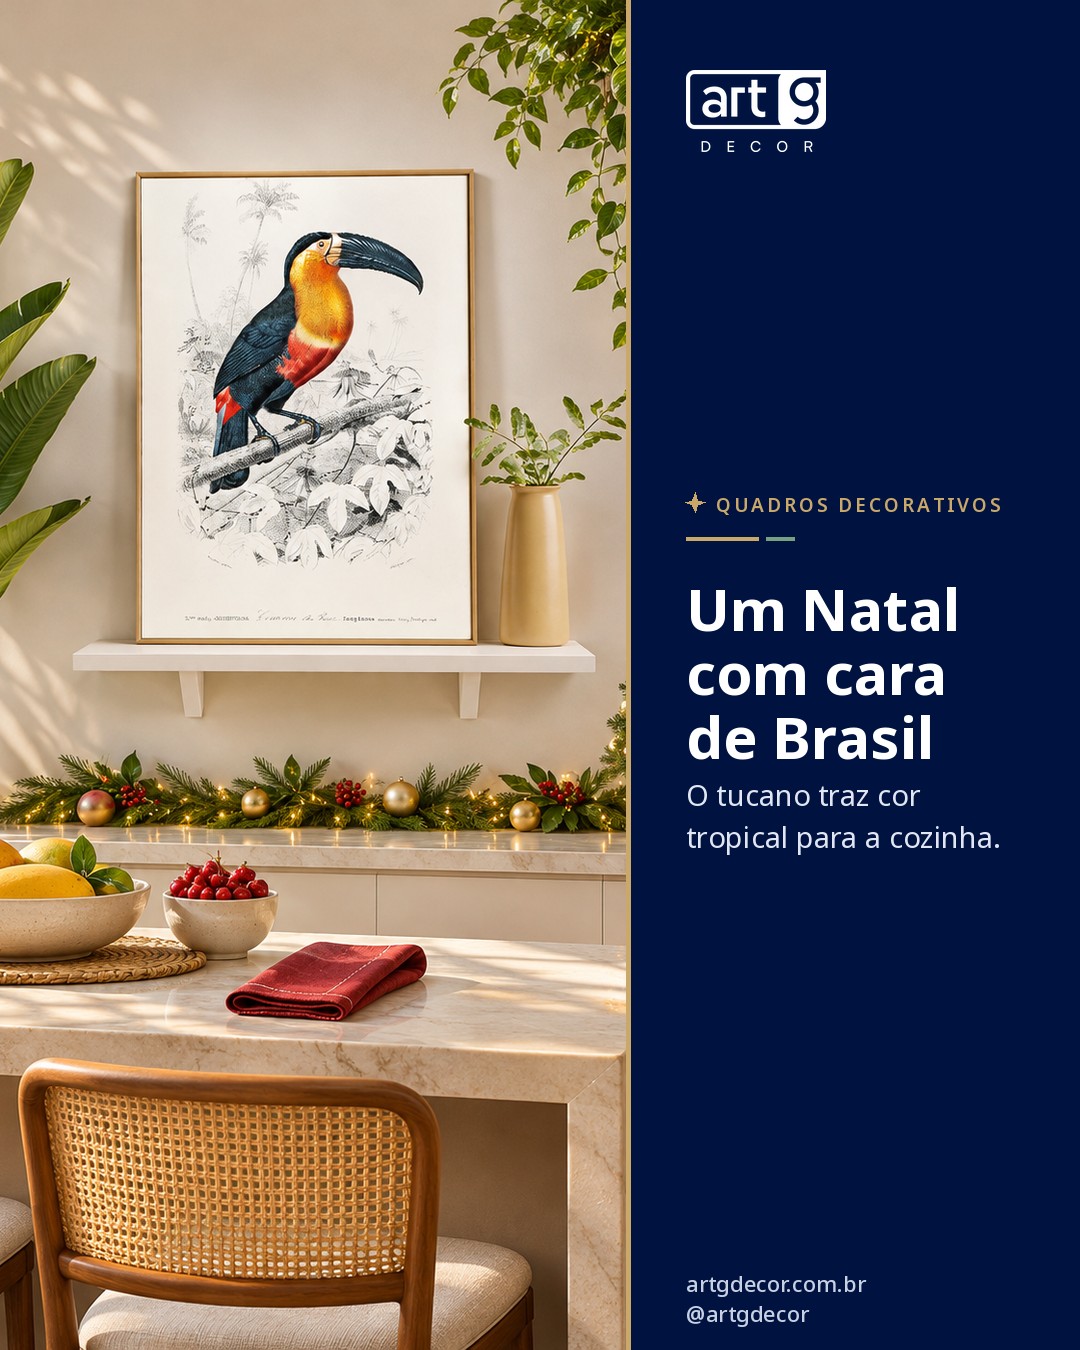 art g
DECOR
QUADROS DECORATIVOS
Um Natal
com cara
de Brasil
O tucano traz cor
tropical para a cozinha.
artgdecor.com.br
@artgdecor